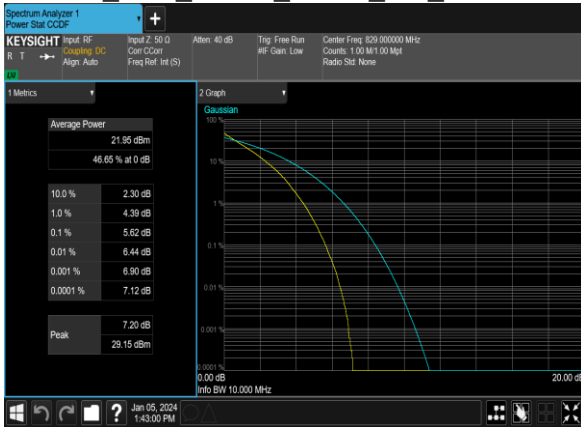 Spectrum Analyzer 1
Power Stat CCDF
KEYSIGHT
R T
LXI
Input: RF
Coupling: DC
Align: Auto
Input Z: 50 Ω
Corr CCorr
Freq Ref: Int (S)
Atten: 40 dB
Trig: Free Run
#IF Gain: Low
Center Freq: 829.000000 MHz
Counts: 1.00 M/1.00 Mpt
Radio Std: None
1 Metrics
Average Power
21.95 dBm
46.65 % at 0 dB
10.0 % 2.30 dB
1.0 % 4.39 dB
0.1 % 5.62 dB
0.01 % 6.44 dB
0.001 % 6.90 dB
0.0001 % 7.12 dB
Peak
7.20 dB
29.15 dBm
2 Graph
Gaussian
100 %
10 %
1 %
0.1 %
0.01 %
0.001 %
0.0001 %
0.00 dB
20.00 dB
Info BW 10.000 MHz
?
Jan 05, 2024
1:43:00 PM